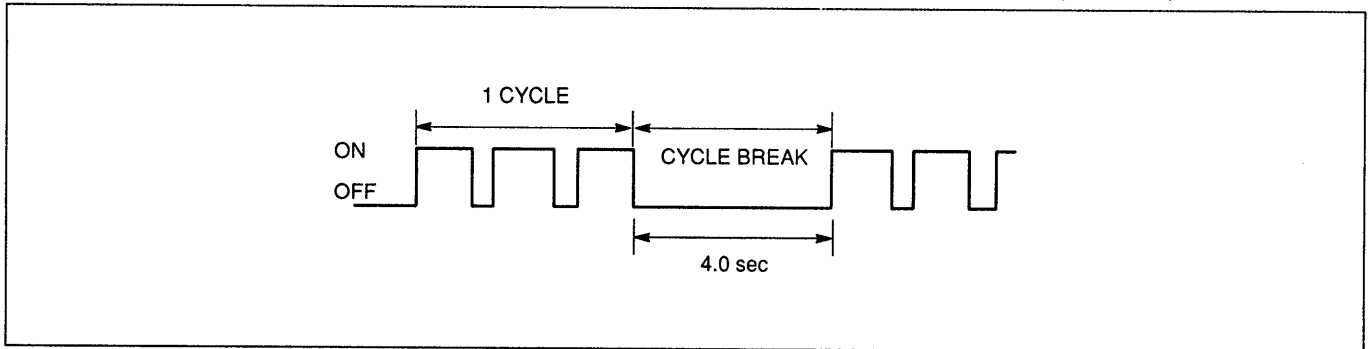 1 CYCLE
ON
CYCLE BREAK
OFF
4.0 sec